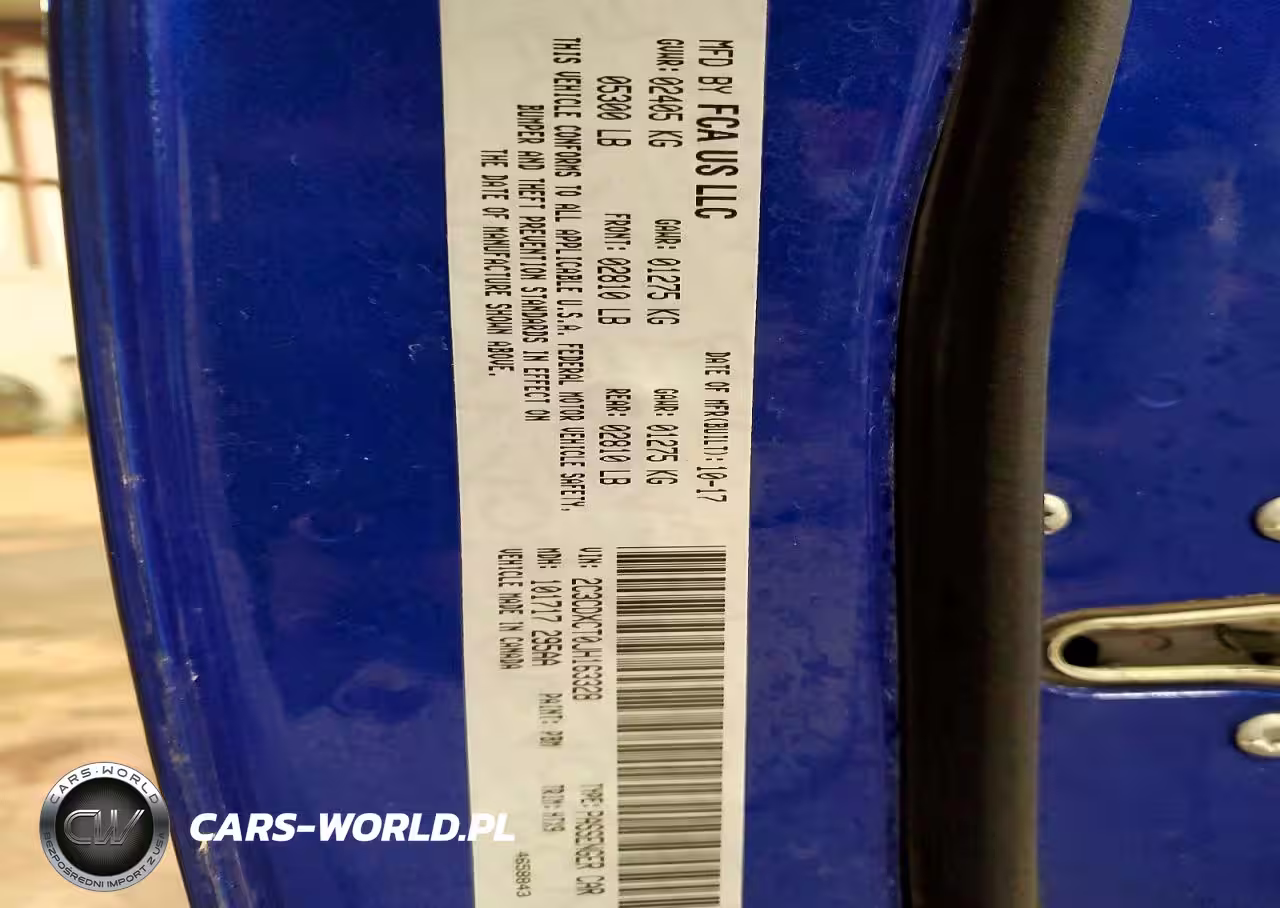 MFD BY FCA US LLC
DATE OF MFR(BUILT): 10-17
GVWR: 02405 KG
GAWR: 01275 KG
GAWR: 01275 KG
05300 LB
FRONT: 02810 LB
REAR: 02810 LB
THIS VEHICLE CONFORMS TO ALL APPLICABLE U.S.A. FEDERAL MOTOR VEHICLE SAFETY,
BUMPER AND THEFT PREVENTION STANDARDS IN EFFECT ON
THE DATE OF MANUFACTURE SHOWN ABOVE.
VIN: 2C3CDXCT0JH163328
TYPE: PASSENGER CAR
MDH: 101717 295AA
PAINT: PBM
TRIM: H7X9
VEHICLE MADE IN CANADA
4658843
CARS-WORLD
CW
BEZPOŚREDNI IMPORT Z USA
CARS-WORLD.PL